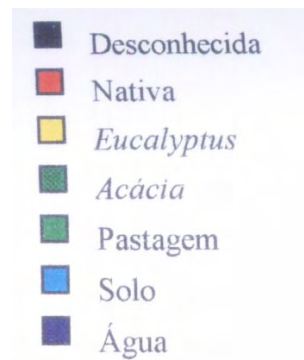 Desconhecida
Nativa
Eucalyptus
Acácia
Pastagem
Solo
Água